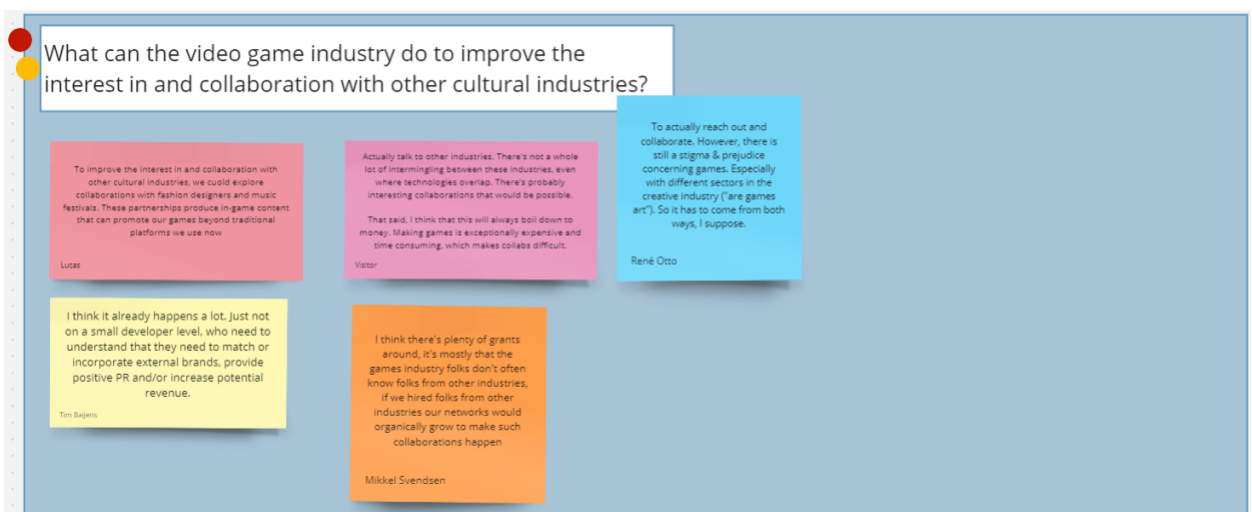 What can the video game industry do to improve the
interest in and collaboration with other cultural industries?
To improve the interest in and collaboration with
other cultural industries, we cuold explore
collaborations with fashion designers and music
festivals. These partnerships produce in-game content
that can promote our games beyond traditional
platforms we use now
Lucas
Actually talk to other industries. There's not a whole
lot of intermingling between these industries, even
where technologies overlap. There's probably
interesting collaborations that would be possible.
That said, I think that this will always boil down to
money. Making games is exceptionally expensive and
time consuming, which makes collabs difficult.
Visitor
To actually reach out and
collaborate. However, there is
still a stigma & prejudice
concerning games. Especially
with different sectors in the
creative industry ("are games
art"). So it has to come from both
ways, I suppose.
René Otto
I think it already happens a lot. Just not
on a small developer level, who need to
understand that they need to match or
incorporate external brands, provide
positive PR and/or increase potential
revenue.
Tim Baijens
I think there's plenty of grants
around, it's mostly that the
games industry folks don't often
know folks from other industries,
if we hired folks from other
industries our networks would
organically grow to make such
collaborations happen
Mikkel Svendsen